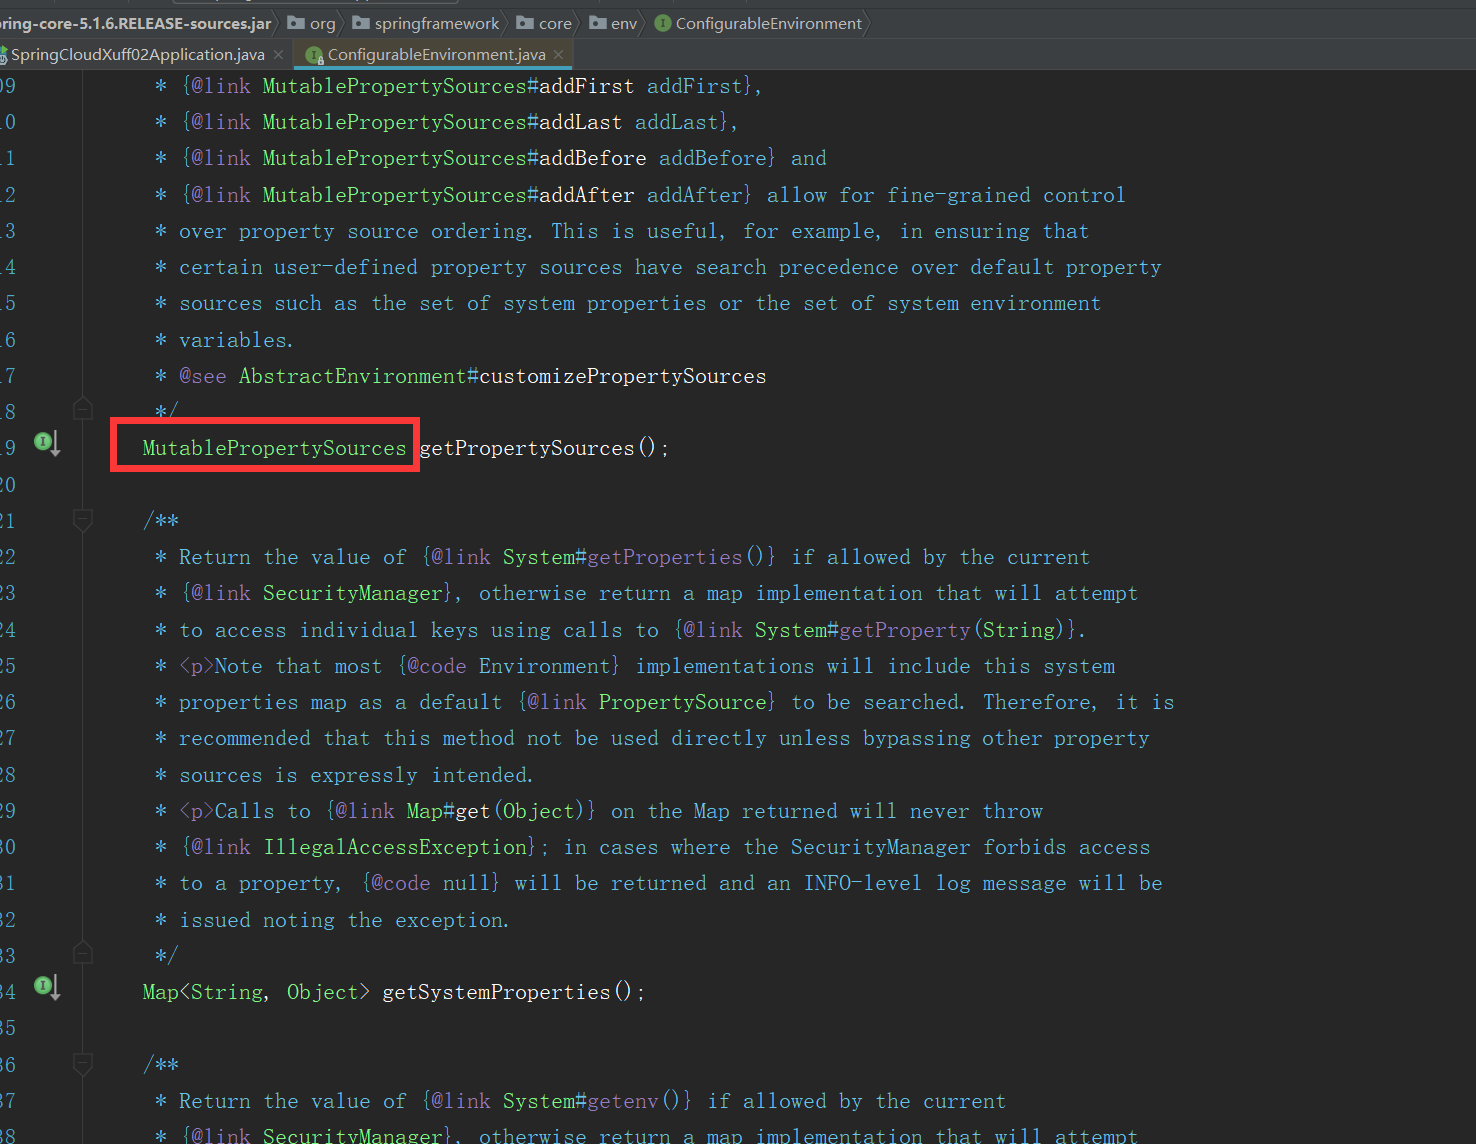 ring-core-5.1.6.RELEASE-sources.jar org springframework core env ConfigurableEnvironment
SpringCloudXuff02Application.java ConfigurableEnvironment.java
09 * {@link MutablePropertySources#addFirst addFirst},
10 * {@link MutablePropertySources#addLast addLast},
11 * {@link MutablePropertySources#addBefore addBefore} and
12 * {@link MutablePropertySources#addAfter addAfter} allow for fine-grained control
13 * over property source ordering. This is useful, for example, in ensuring that
14 * certain user-defined property sources have search precedence over default property
15 * sources such as the set of system properties or the set of system environment
16 * variables.
17 * @see AbstractEnvironment#customizePropertySources
18 */
19 MutablePropertySources getPropertySources();
20
21 /**
22 * Return the value of {@link System#getProperties()} if allowed by the current
23 * {@link SecurityManager}, otherwise return a map implementation that will attempt
24 * to access individual keys using calls to {@link System#getProperty(String)}.
25 * <p>Note that most {@code Environment} implementations will include this system
26 * properties map as a default {@link PropertySource} to be searched. Therefore, it is
27 * recommended that this method not be used directly unless bypassing other property
28 * sources is expressly intended.
29 * <p>Calls to {@link Map#get(Object)} on the Map returned will never throw
30 * {@link IllegalAccessException}; in cases where the SecurityManager forbids access
31 * to a property, {@code null} will be returned and an INFO-level log message will be
32 * issued noting the exception.
33 */
34 Map<String, Object> getSystemProperties();
35
36 /**
37 * Return the value of {@link System#getenv()} if allowed by the current
38 * {@link SecurityManager}, otherwise return a map implementation that will attempt